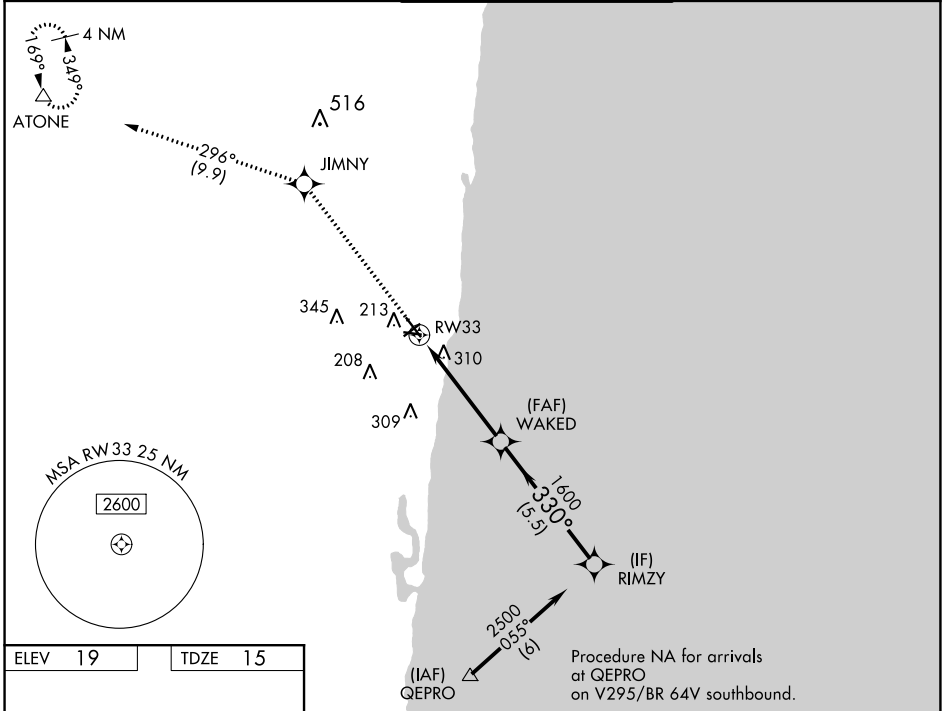 4 NM
169°
349°
ATONE
516
296°
(9.9)
JIMNY
345
213
RW33
310
208
309
(FAF)
WAKED
MSA RW33 25 NM
2600
1600
330°
(5.5)
(IF)
RIMZY
2500
055°
(6)
(IAF)
QEPRO
Procedure NA for arrivals
at QEPRO
on V295/BR 64V southbound.
ELEV 19
TDZE 15